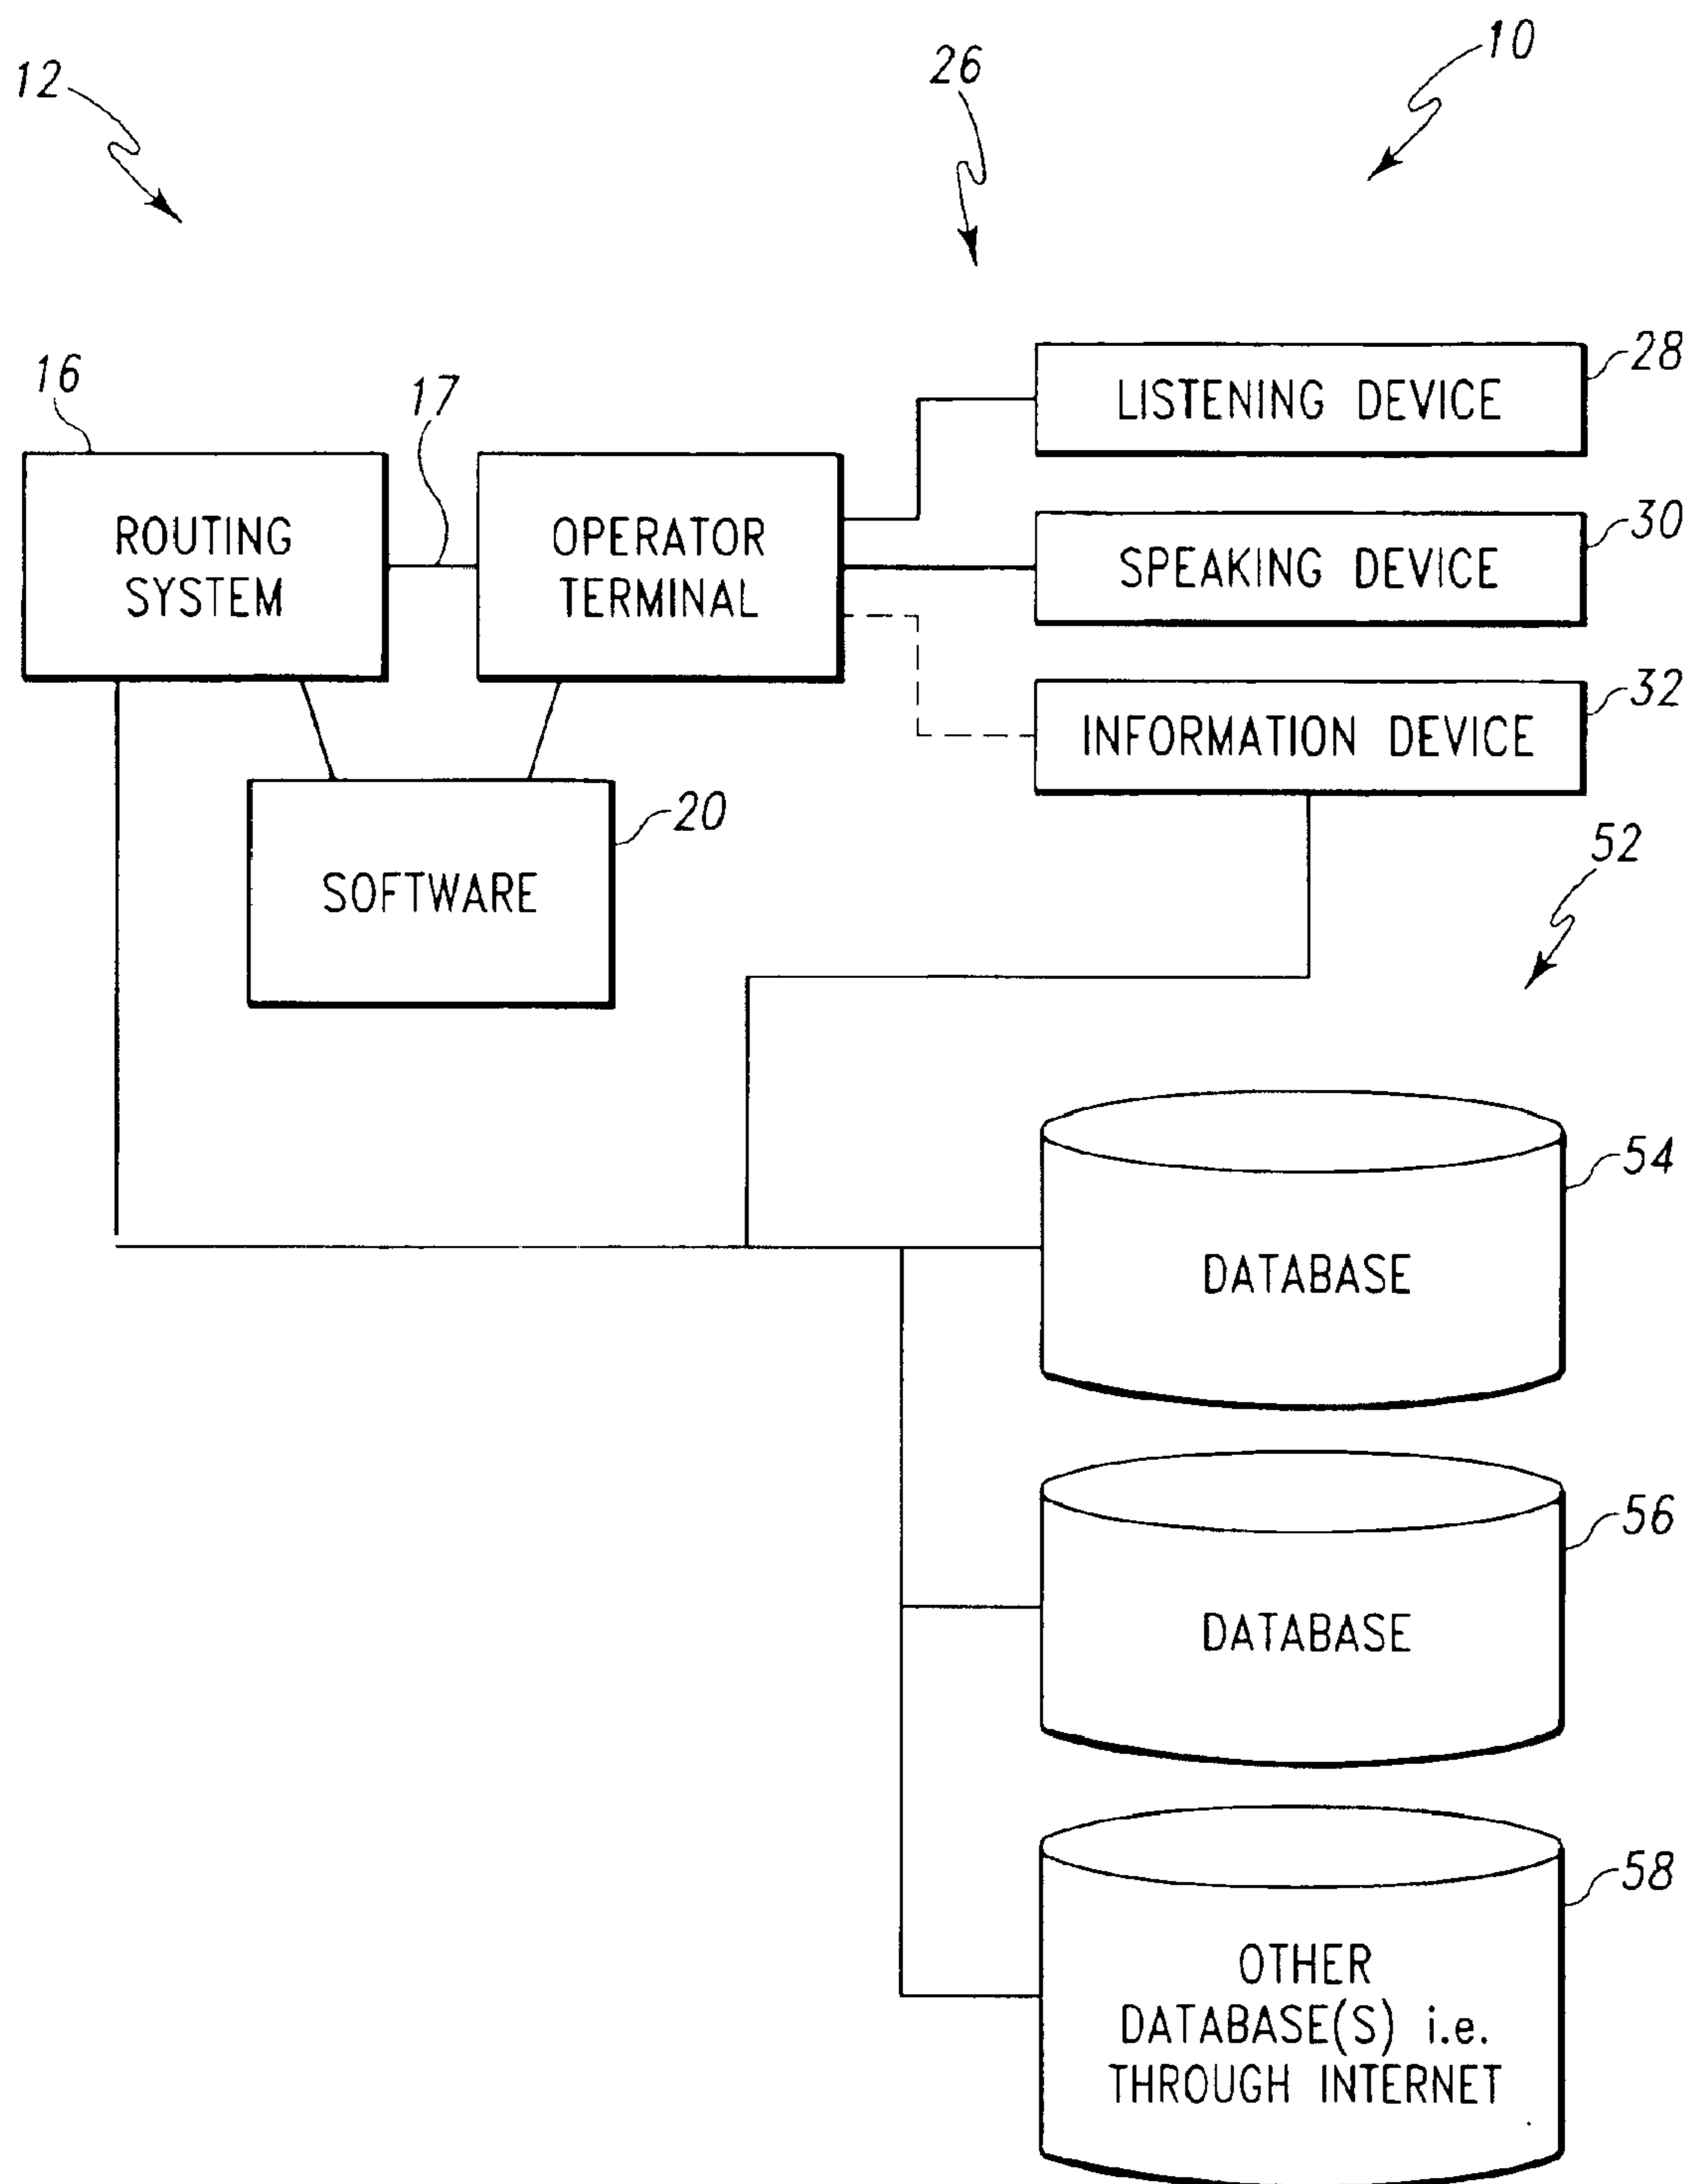 12
26
10
16
17
28
LISTENING DEVICE
ROUTING
SYSTEM
OPERATOR
TERMINAL
30
SPEAKING DEVICE
32
INFORMATION DEVICE
20
SOFTWARE
52
54
DATABASE
56
DATABASE
58
OTHER
DATABASE(S) i.e.
THROUGH INTERNET